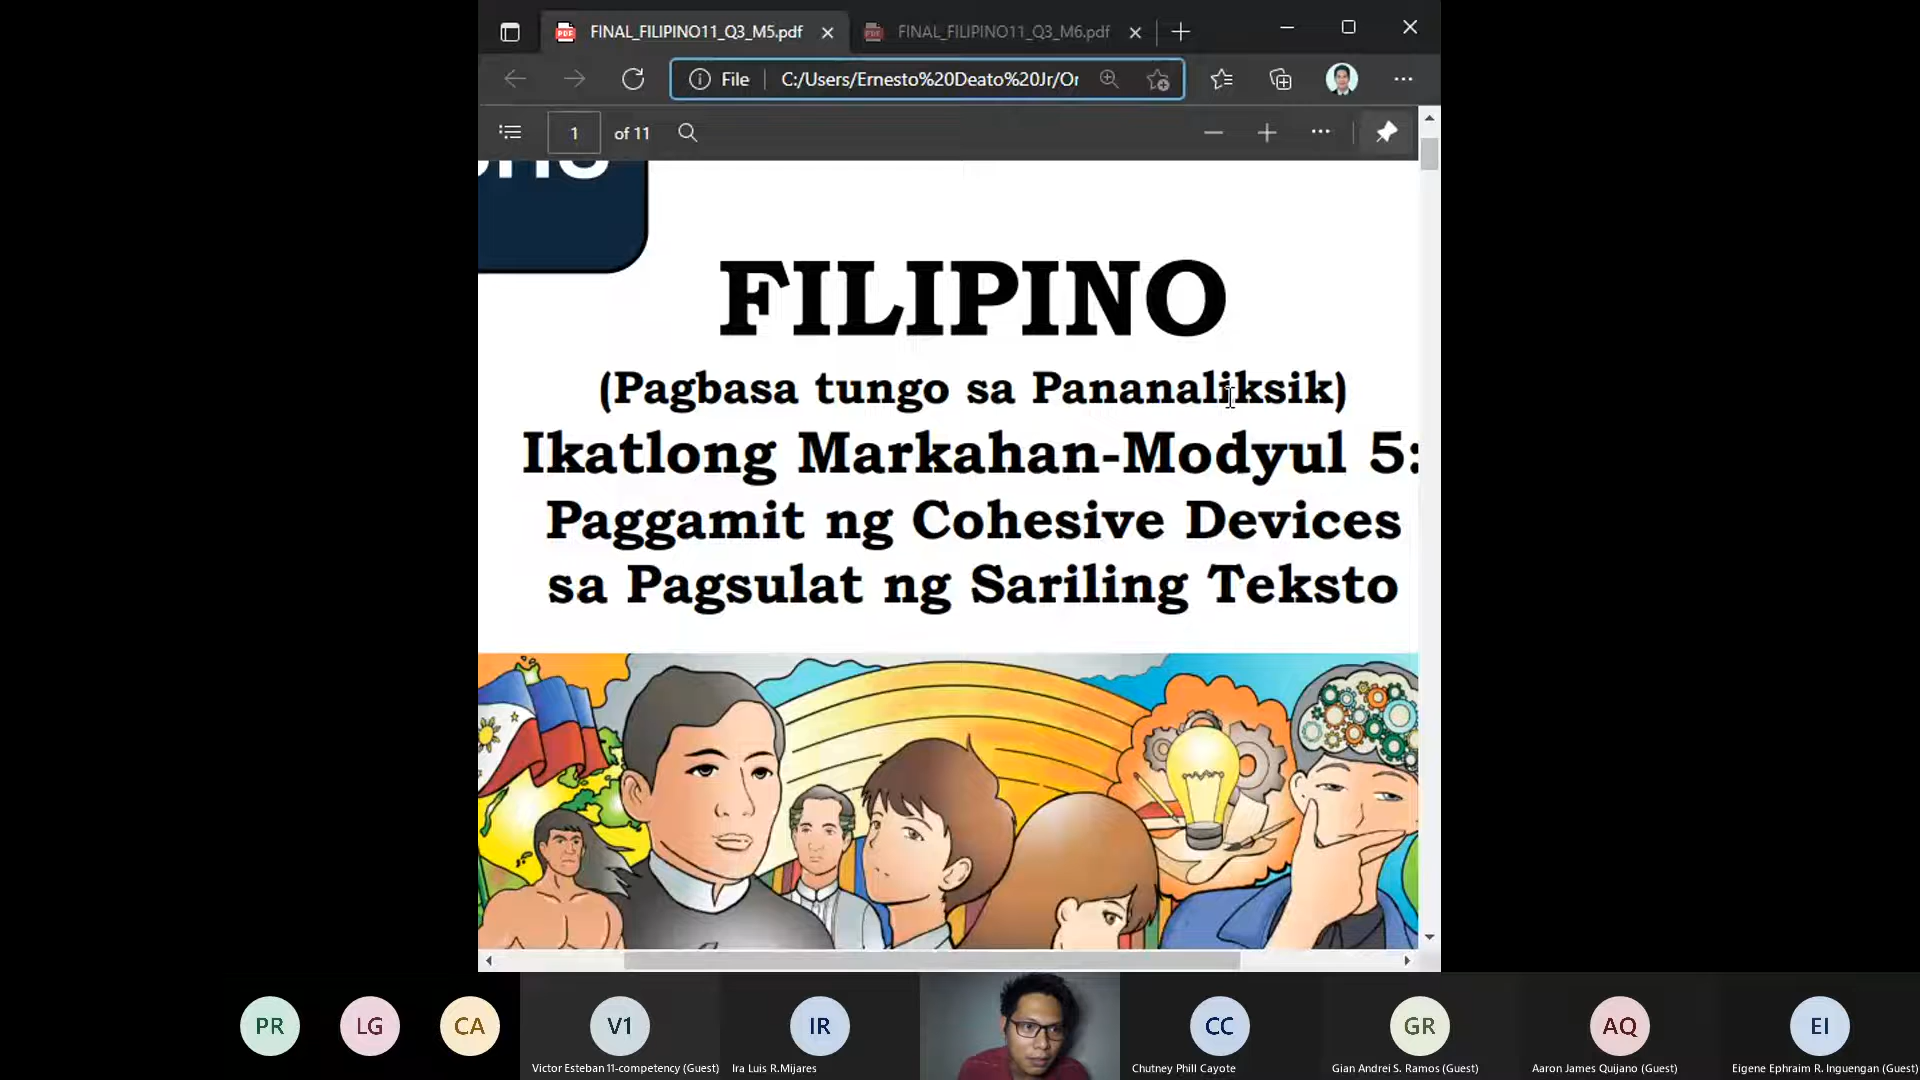 FINAL_FILIPINO11_Q3_M5.pdf
FINAL_FILIPINO11_Q3_M6.pdf
File
C:/Users/Ernesto%20Deato%20Jr/Or
1 of 11
FILIPINO
(Pagbasa tungo sa Pananaliksik)
Ikatlong Markahan-Modyul 5:
Paggamit ng Cohesive Devices
sa Pagsulat ng Sariling Teksto
PR
LG
CA
V1
IR
CC
GR
AQ
EI
Victor Esteban 11-competency (Guest)
Ira Luis R.Mijares
Chutney Phill Cayote
Gian Andrei S. Ramos (Guest)
Aaron James Quijano (Guest)
Eigene Ephraim R. Inguengan (Guest)